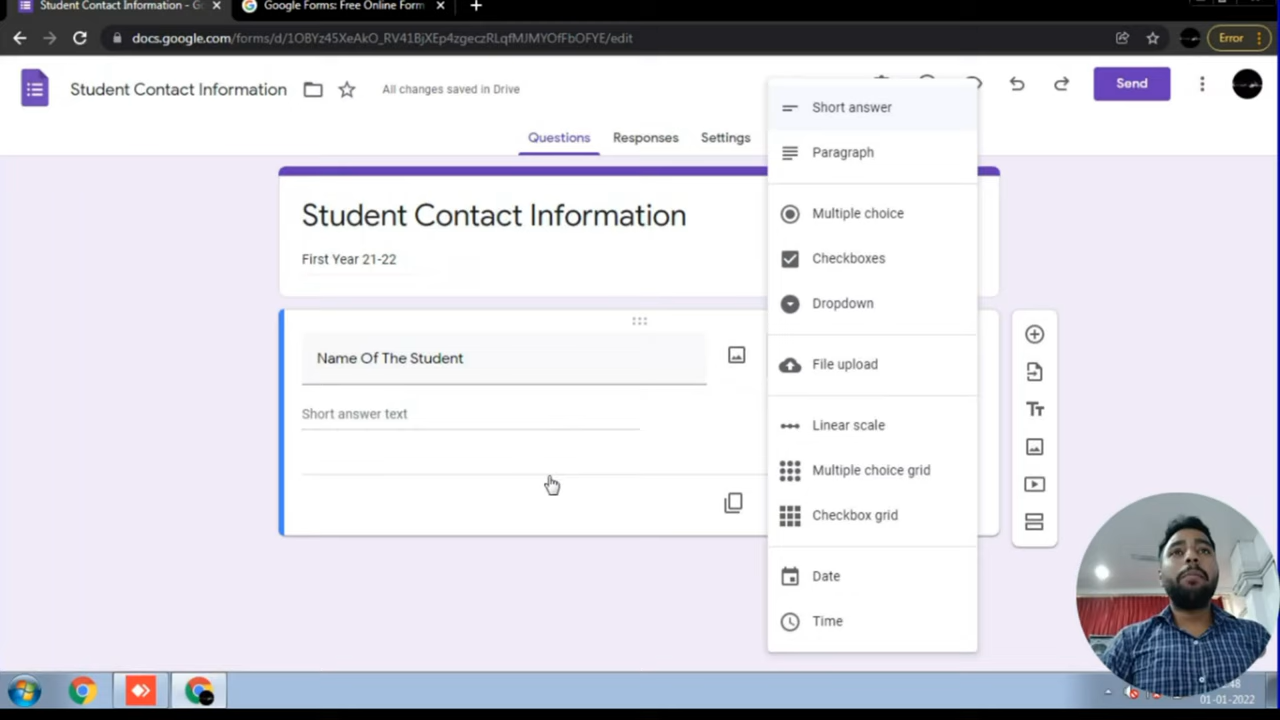 Student Contact Information - G
Google Forms: Free Online Form
docs.google.com/forms/d/1OBYz45XeAkO_RV41BjXEp4zgeczRLqfMJMYOfFbOFYE/edit
Error
Student Contact Information
All changes saved in Drive
Send
Questions
Responses
Settings
Student Contact Information
First Year 21-22
Name Of The Student
Short answer text
Short answer
Paragraph
Multiple choice
Checkboxes
Dropdown
File upload
Linear scale
Multiple choice grid
Checkbox grid
Date
Time
01-01-2022